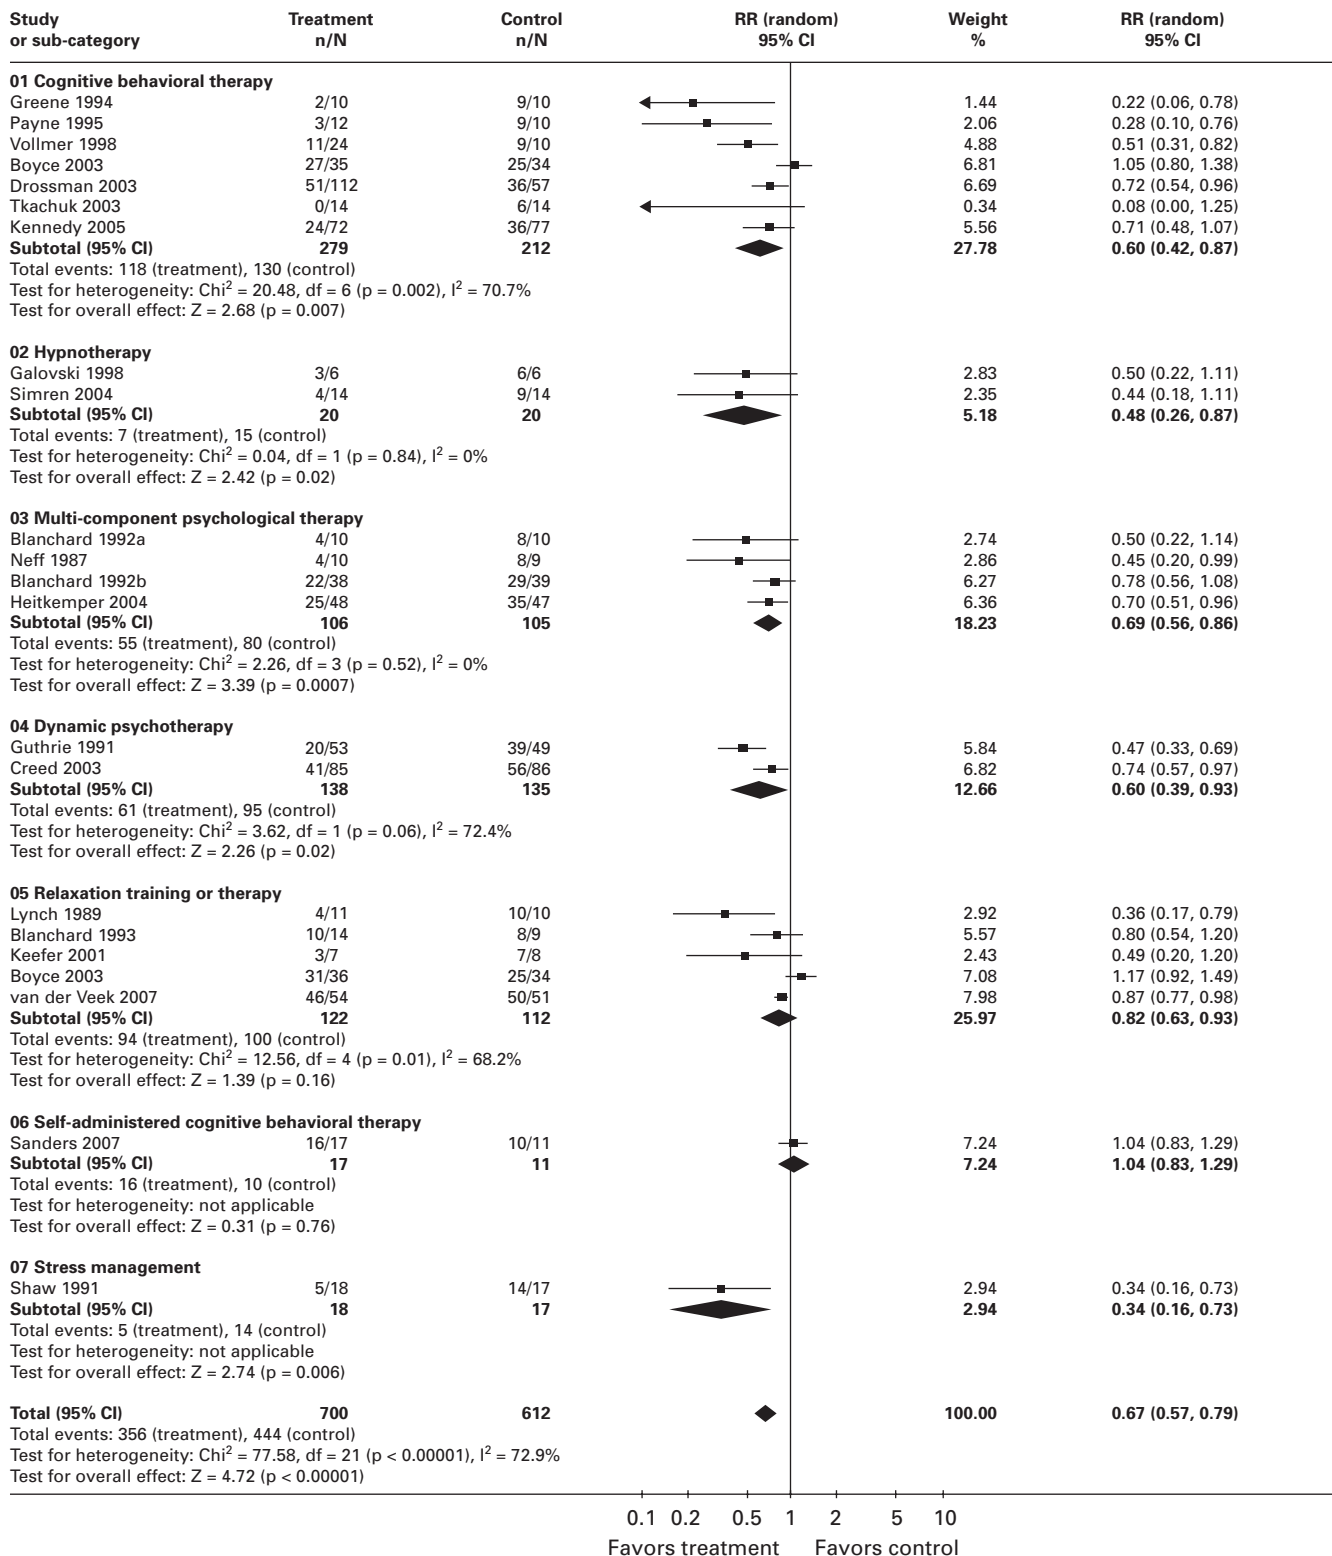 Study Treatment Control RR (random) Weight RR (random)
or sub-category n/N n/N 95% CI % 95% CI
01 Cognitive behavioral therapy
Greene 1994 2/10 9/10 1.44 0.22 (0.06, 0.78)
Payne 1995 3/12 9/10 2.06 0.28 (0.10, 0.76)
Vollmer 1998 11/24 9/10 4.88 0.51 (0.31, 0.82)
Boyce 2003 27/35 25/34 6.81 1.05 (0.80, 1.38)
Drossman 2003 51/112 36/57 6.69 0.72 (0.54, 0.96)
Tkachuk 2003 0/14 6/14 0.34 0.08 (0.00, 1.25)
Kennedy 2005 24/72 36/77 5.56 0.71 (0.48, 1.07)
Subtotal (95% CI) 279 212 27.78 0.60 (0.42, 0.87)
Total events: 118 (treatment), 130 (control)
Test for heterogeneity: Chi² = 20.48, df = 6 (p = 0.002), I² = 70.7%
Test for overall effect: Z = 2.68 (p = 0.007)
02 Hypnotherapy
Galovski 1998 3/6 6/6 2.83 0.50 (0.22, 1.11)
Simren 2004 4/14 9/14 2.35 0.44 (0.18, 1.11)
Subtotal (95% CI) 20 20 5.18 0.48 (0.26, 0.87)
Total events: 7 (treatment), 15 (control)
Test for heterogeneity: Chi² = 0.04, df = 1 (p = 0.84), I² = 0%
Test for overall effect: Z = 2.42 (p = 0.02)
03 Multi-component psychological therapy
Blanchard 1992a 4/10 8/10 2.74 0.50 (0.22, 1.14)
Neff 1987 4/10 8/9 2.86 0.45 (0.20, 0.99)
Blanchard 1992b 22/38 29/39 6.27 0.78 (0.56, 1.08)
Heitkemper 2004 25/48 35/47 6.36 0.70 (0.51, 0.96)
Subtotal (95% CI) 106 105 18.23 0.69 (0.56, 0.86)
Total events: 55 (treatment), 80 (control)
Test for heterogeneity: Chi² = 2.26, df = 3 (p = 0.52), I² = 0%
Test for overall effect: Z = 3.39 (p = 0.0007)
04 Dynamic psychotherapy
Guthrie 1991 20/53 39/49 5.84 0.47 (0.33, 0.69)
Creed 2003 41/85 56/86 6.82 0.74 (0.57, 0.97)
Subtotal (95% CI) 138 135 12.66 0.60 (0.39, 0.93)
Total events: 61 (treatment), 95 (control)
Test for heterogeneity: Chi² = 3.62, df = 1 (p = 0.06), I² = 72.4%
Test for overall effect: Z = 2.26 (p = 0.02)
05 Relaxation training or therapy
Lynch 1989 4/11 10/10 2.92 0.36 (0.17, 0.79)
Blanchard 1993 10/14 8/9 5.57 0.80 (0.54, 1.20)
Keefer 2001 3/7 7/8 2.43 0.49 (0.20, 1.20)
Boyce 2003 31/36 25/34 7.08 1.17 (0.92, 1.49)
van der Veek 2007 46/54 50/51 7.98 0.87 (0.77, 0.98)
Subtotal (95% CI) 122 112 25.97 0.82 (0.63, 0.93)
Total events: 94 (treatment), 100 (control)
Test for heterogeneity: Chi² = 12.56, df = 4 (p = 0.01), I² = 68.2%
Test for overall effect: Z = 1.39 (p = 0.16)
06 Self-administered cognitive behavioral therapy
Sanders 2007 16/17 10/11 7.24 1.04 (0.83, 1.29)
Subtotal (95% CI) 17 11 7.24 1.04 (0.83, 1.29)
Total events: 16 (treatment), 10 (control)
Test for heterogeneity: not applicable
Test for overall effect: Z = 0.31 (p = 0.76)
07 Stress management
Shaw 1991 5/18 14/17 2.94 0.34 (0.16, 0.73)
Subtotal (95% CI) 18 17 2.94 0.34 (0.16, 0.73)
Total events: 5 (treatment), 14 (control)
Test for heterogeneity: not applicable
Test for overall effect: Z = 2.74 (p = 0.006)
Total (95% CI) 700 612 100.00 0.67 (0.57, 0.79)
Total events: 356 (treatment), 444 (control)
Test for heterogeneity: Chi² = 77.58, df = 21 (p < 0.00001), I² = 72.9%
Test for overall effect: Z = 4.72 (p < 0.00001)
0.1 0.2 0.5 1 2 5 10
Favors treatment Favors control